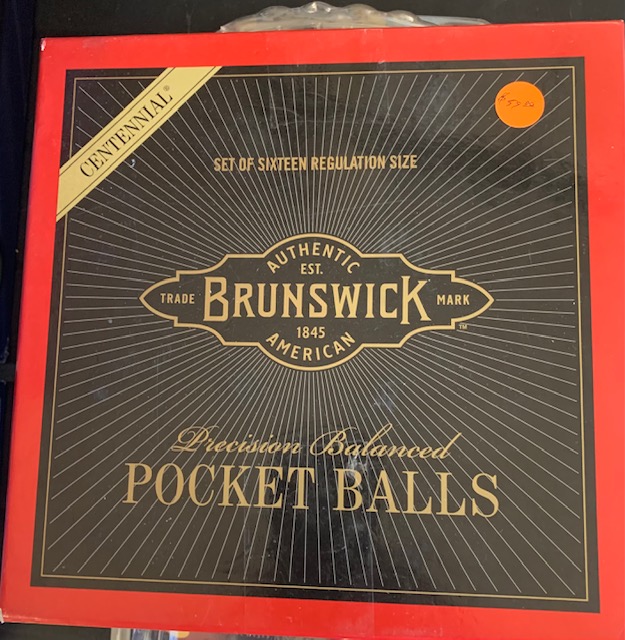 CENTENNIAL®
SET OF SIXTEEN REGULATION SIZE
AUTHENTIC
EST.
TRADE BRUNSWICK MARK
™
1845
AMERICAN
Precision Balanced
POCKET BALLS